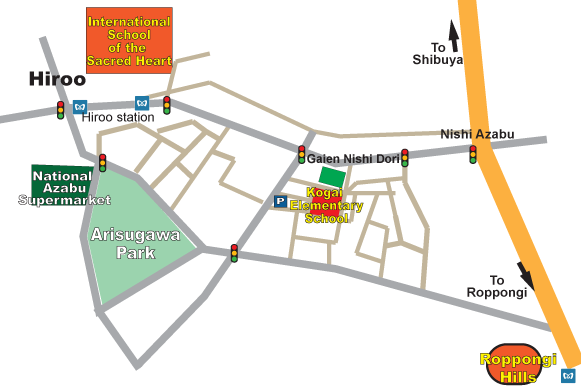 International
School
of the
Sacred Heart
To
Shibuya
Hiroo
Hiroo station
Nishi Azabu
Gaien Nishi Dori
National
Azabu
Supermarket
Kogai
Elementary
School
P
Arisugawa
Park
To
Roppongi
Roppongi
Hills